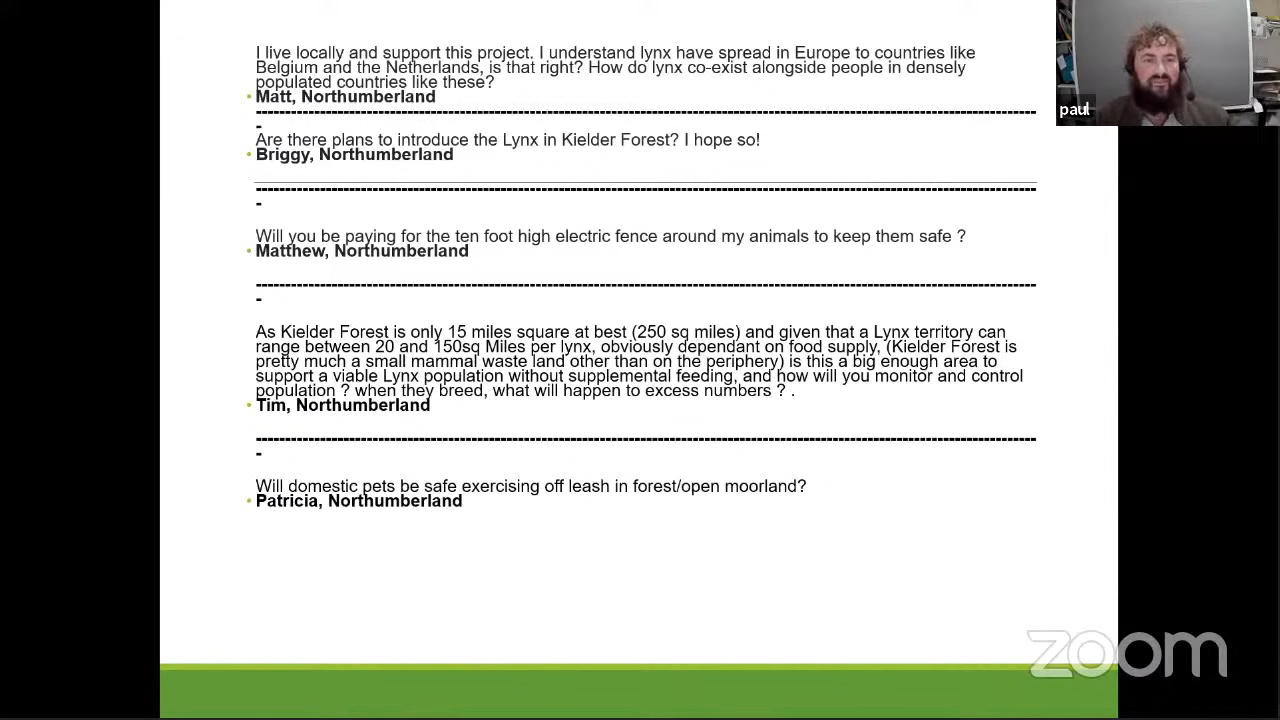 I live locally and support this project. I understand lynx have spread in Europe to countries like
Belgium and the Netherlands, is that right? How do lynx co-exist alongside people in densely
populated countries like these?
• Matt, Northumberland
--------------------------------------------------------------------------------------------------------------
-
Are there plans to introduce the Lynx in Kielder Forest? I hope so!
• Briggy, Northumberland
--------------------------------------------------------------------------------------------------------------
-
Will you be paying for the ten foot high electric fence around my animals to keep them safe ?
• Matthew, Northumberland
--------------------------------------------------------------------------------------------------------------
-
As Kielder Forest is only 15 miles square at best (250 sq miles) and given that a Lynx territory can
range between 20 and 150sq Miles per lynx, obviously dependant on food supply, (Kielder Forest is
pretty much a small mammal waste land other than on the periphery) is this a big enough area to
support a viable Lynx population without supplemental feeding, and how will you monitor and control
population ? when they breed, what will happen to excess numbers ? .
• Tim, Northumberland
--------------------------------------------------------------------------------------------------------------
-
Will domestic pets be safe exercising off leash in forest/open moorland?
• Patricia, Northumberland
paul
zoom